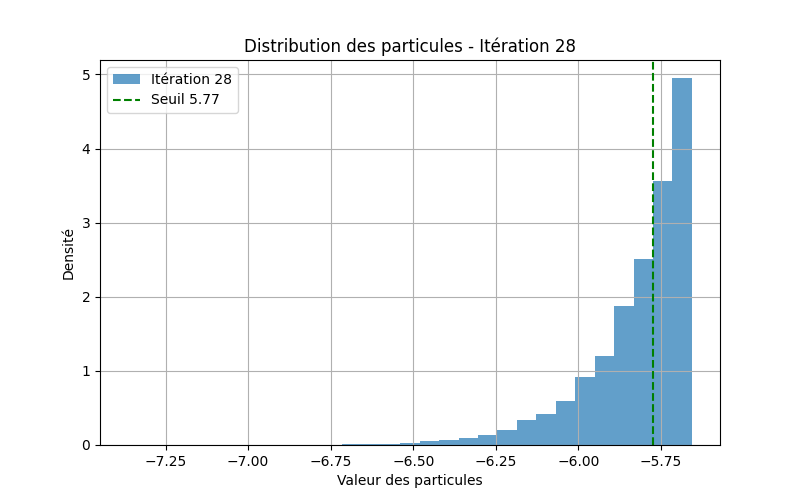 Distribution des particules - Itération 28
Itération 28
Seuil 5.77
Densité
5
4
3
2
1
0
−7.25 −7.00 −6.75 −6.50 −6.25 −6.00 −5.75
Valeur des particules